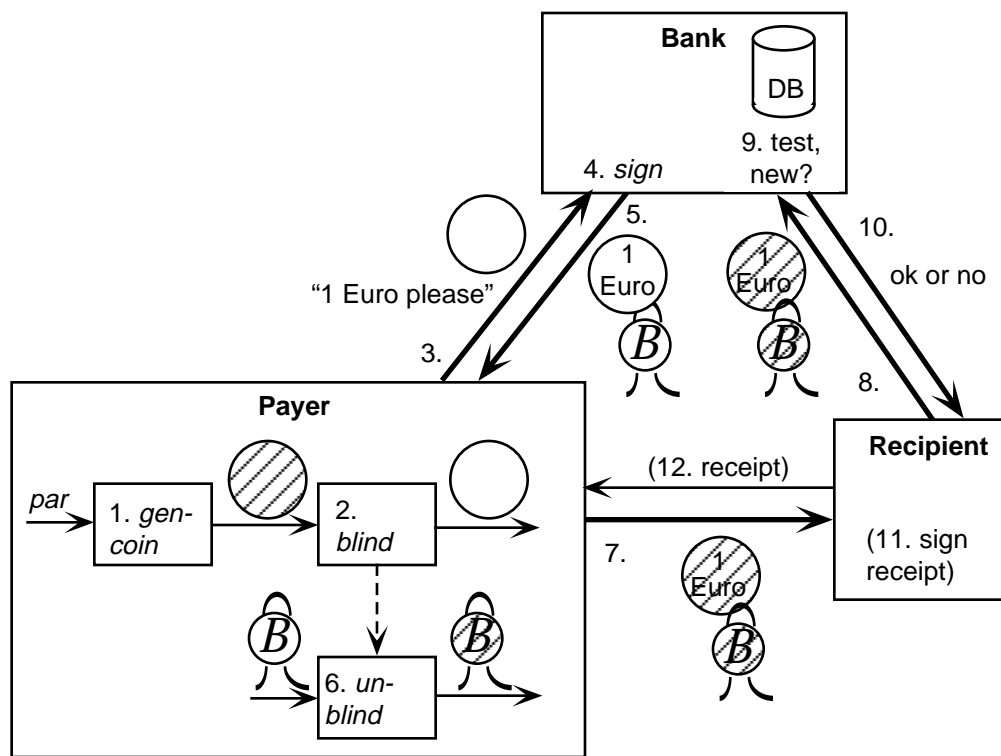 Bank
DB
9. test,
new?
4. sign
5.
10.
1
Euro
1
Euro
ok or no
“1 Euro please”
B
B
3.
8.
Payer
Recipient
(12. receipt)
par
1. gen-
coin
2.
blind
7.
(11. sign
receipt)
1
Euro
B
B
B
6. un-
blind